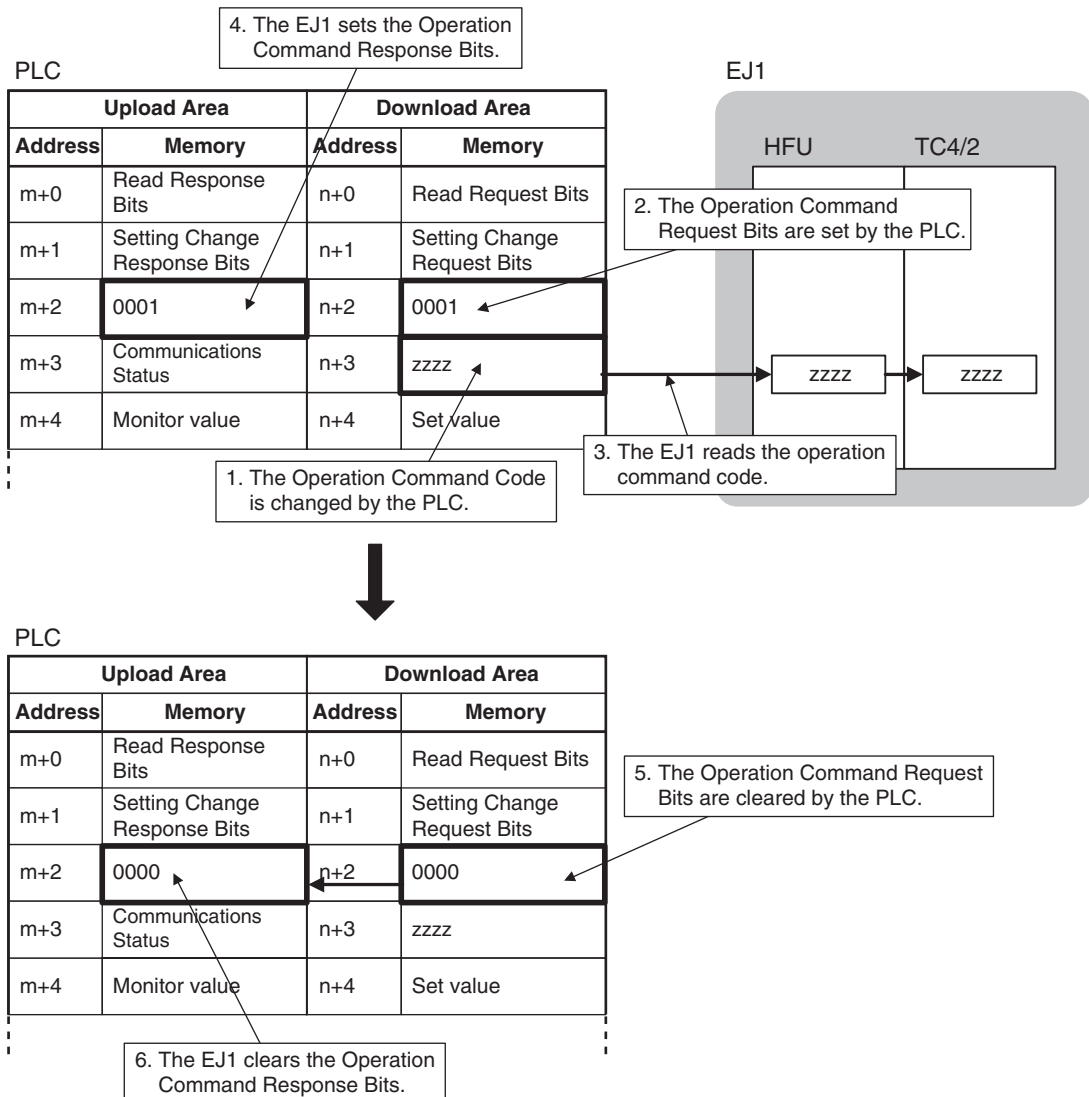 4. The EJ1 sets the Operation
Command Response Bits.
PLC
EJ1
Upload Area Download Area
Address Memory Address Memory
HFU TC4/2
m+0 Read Response
Bits n+0 Read Request Bits
2. The Operation Command
Request Bits are set by the PLC.
m+1 Setting Change
Response Bits n+1 Setting Change
Request Bits
m+2 0001 n+2 0001
m+3 Communications
Status n+3 zzzz
zzzz zzzz
m+4 Monitor value n+4 Set value
3. The EJ1 reads the operation
command code.
1. The Operation Command Code
is changed by the PLC.
PLC
Upload Area Download Area
Address Memory Address Memory
m+0 Read Response
Bits n+0 Read Request Bits
5. The Operation Command Request
Bits are cleared by the PLC.
m+1 Setting Change
Response Bits n+1 Setting Change
Request Bits
m+2 0000 n+2 0000
m+3 Communications
Status n+3 zzzz
m+4 Monitor value n+4 Set value
6. The EJ1 clears the Operation
Command Response Bits.